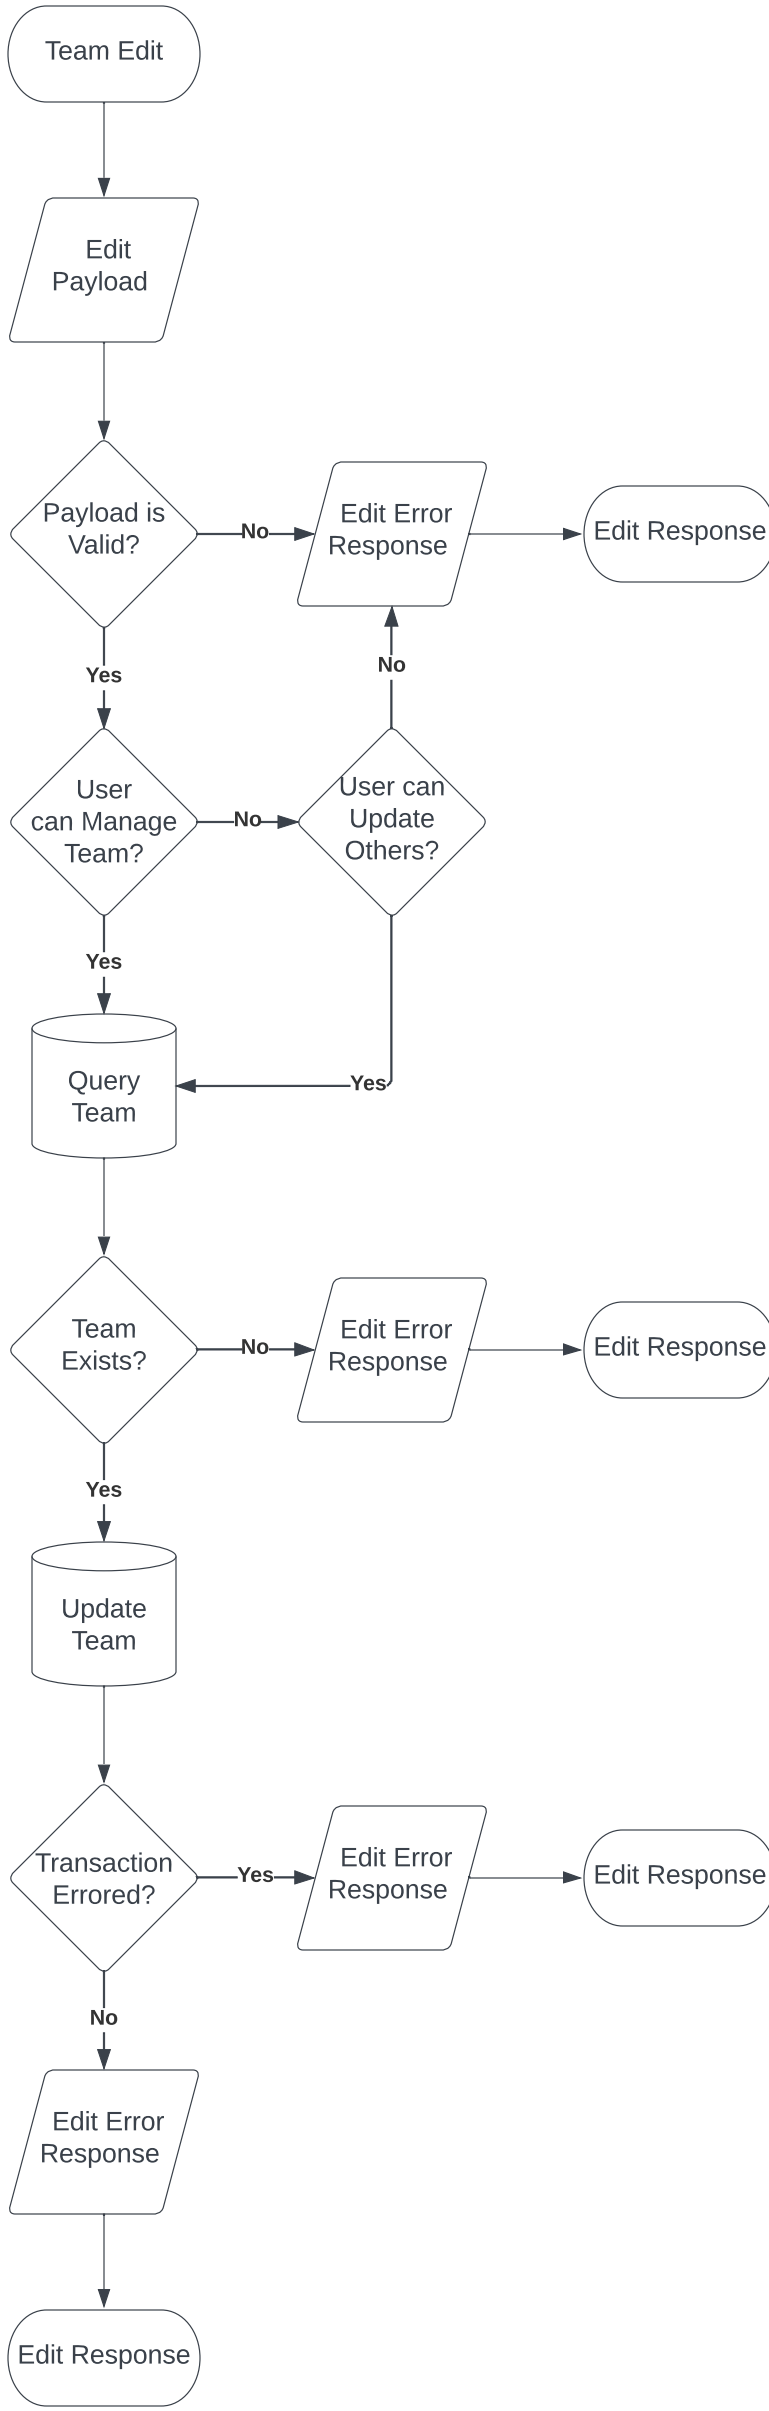 Team Edit
Edit
Payload
Payload is
Valid?
No
Edit Error
Response
Edit Response
Yes
No
User
can Manage
Team?
No
User can
Update
Others?
Yes
Query
Team
Yes
Team
Exists?
No
Edit Error
Response
Edit Response
Yes
Update
Team
Transaction
Errored?
Yes
Edit Error
Response
Edit Response
No
Edit Error
Response
Edit Response